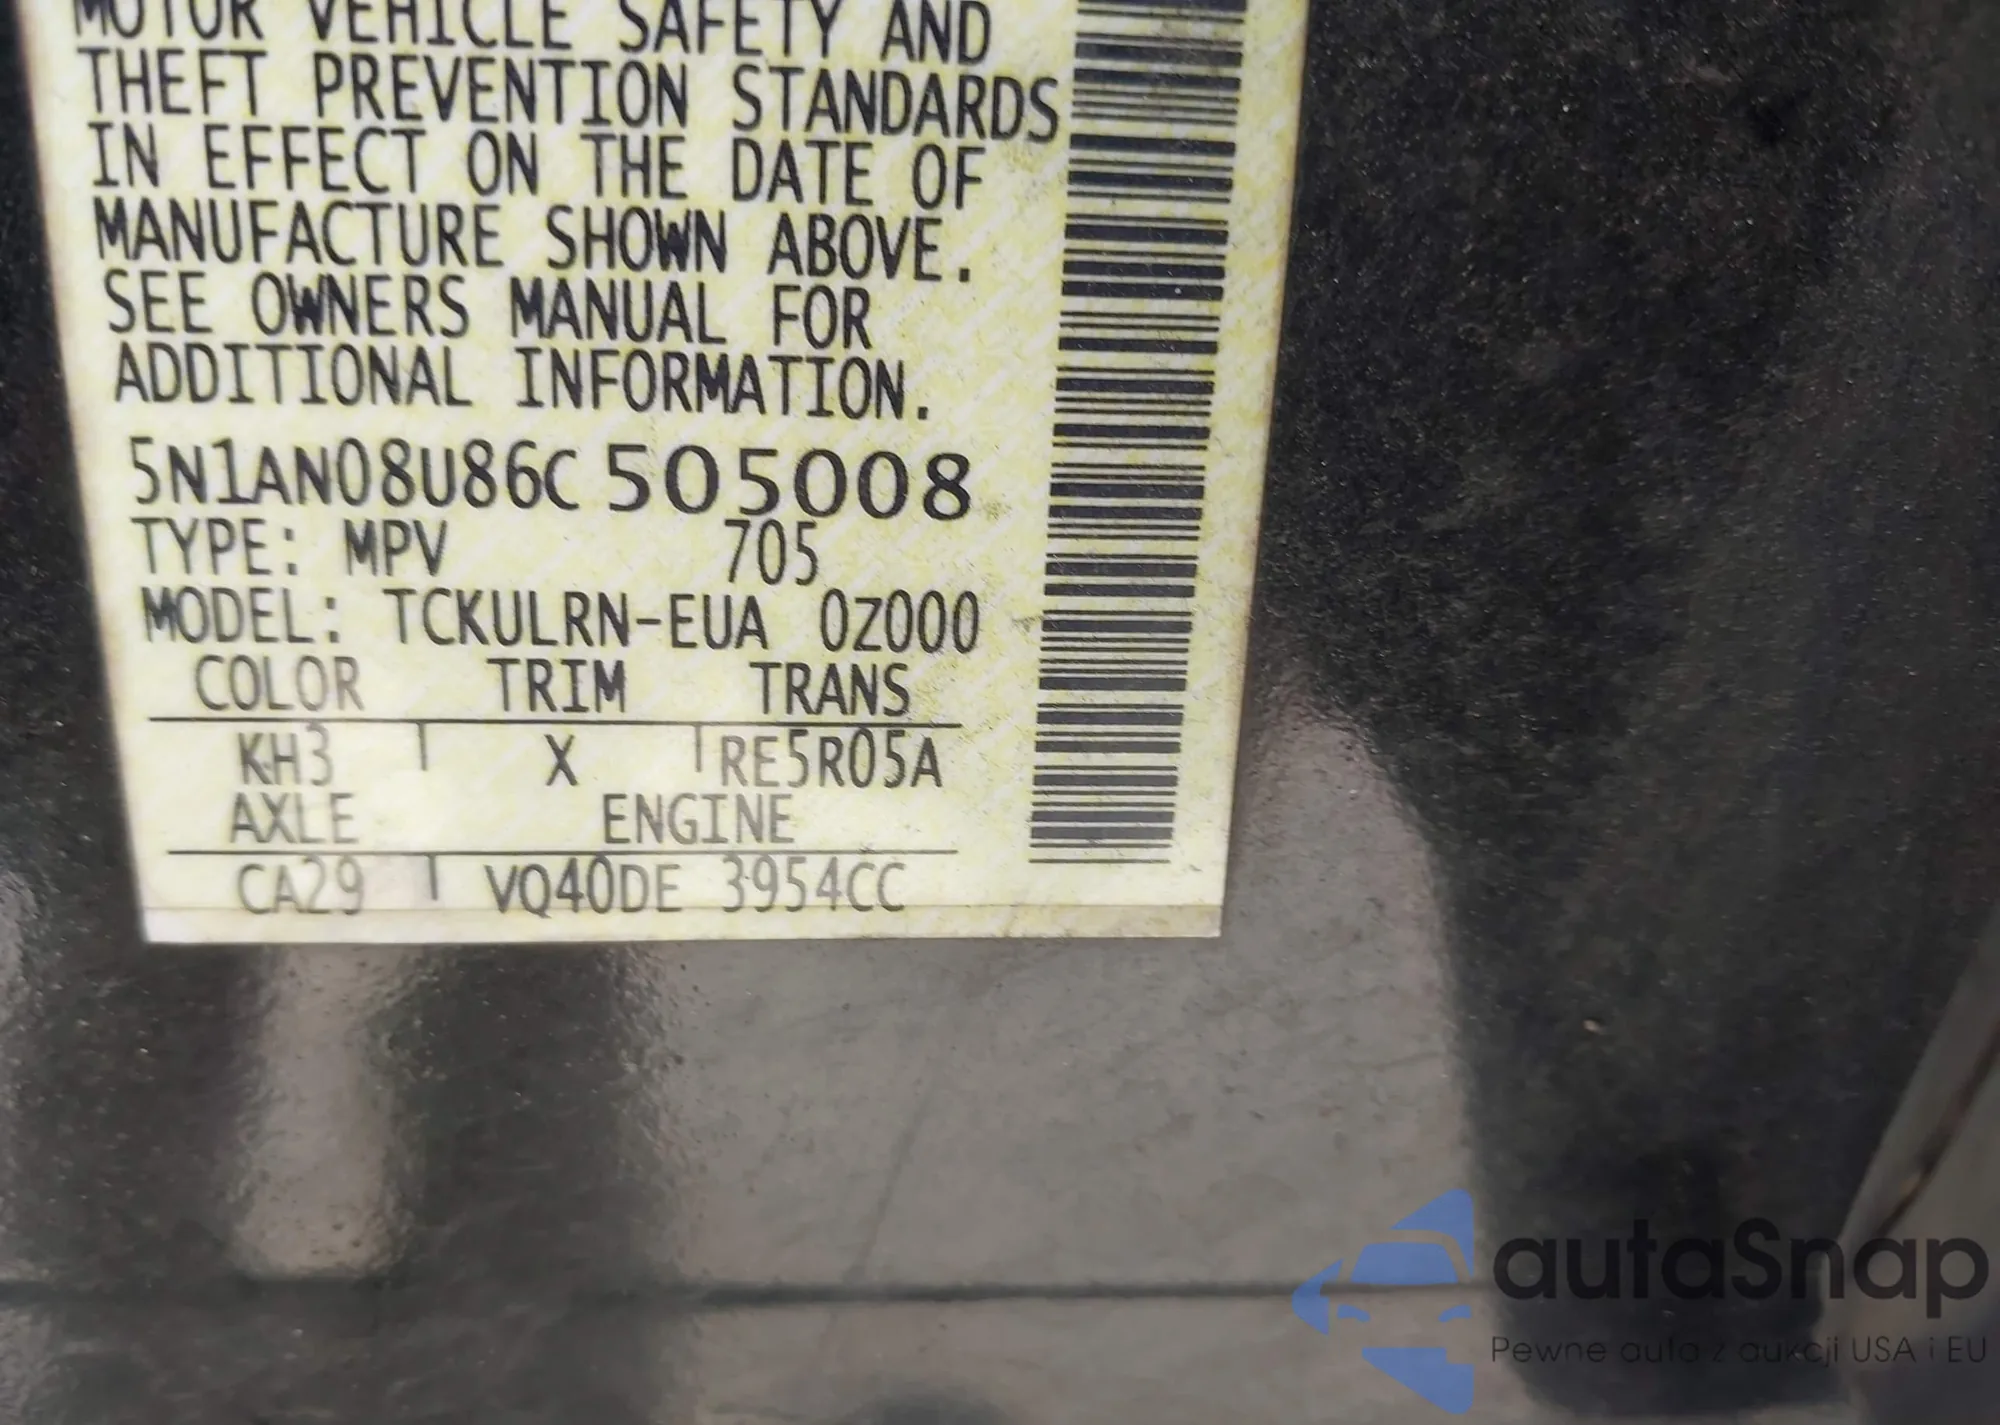 MOTOR VEHICLE SAFETY AND
THEFT PREVENTION STANDARDS
IN EFFECT ON THE DATE OF
MANUFACTURE SHOWN ABOVE.
SEE OWNERS MANUAL FOR
ADDITIONAL INFORMATION.
5N1AN08U86C 505008
TYPE: MPV 705
MODEL: TCKULRN-EUA 0Z000
COLOR TRIM TRANS
KH3 X RE5R05A
AXLE ENGINE
CA29 VQ40DE 3954CC
autaSnap
Pewne auta z aukcji USA i EU